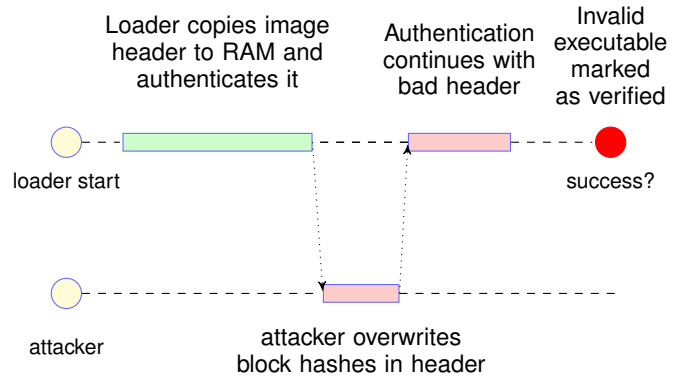 Loader copies image
header to RAM and
authenticates it
Authentication
continues with
bad header
Invalid
executable
marked
as verified
loader start
success?
attacker
attacker overwrites
block hashes in header